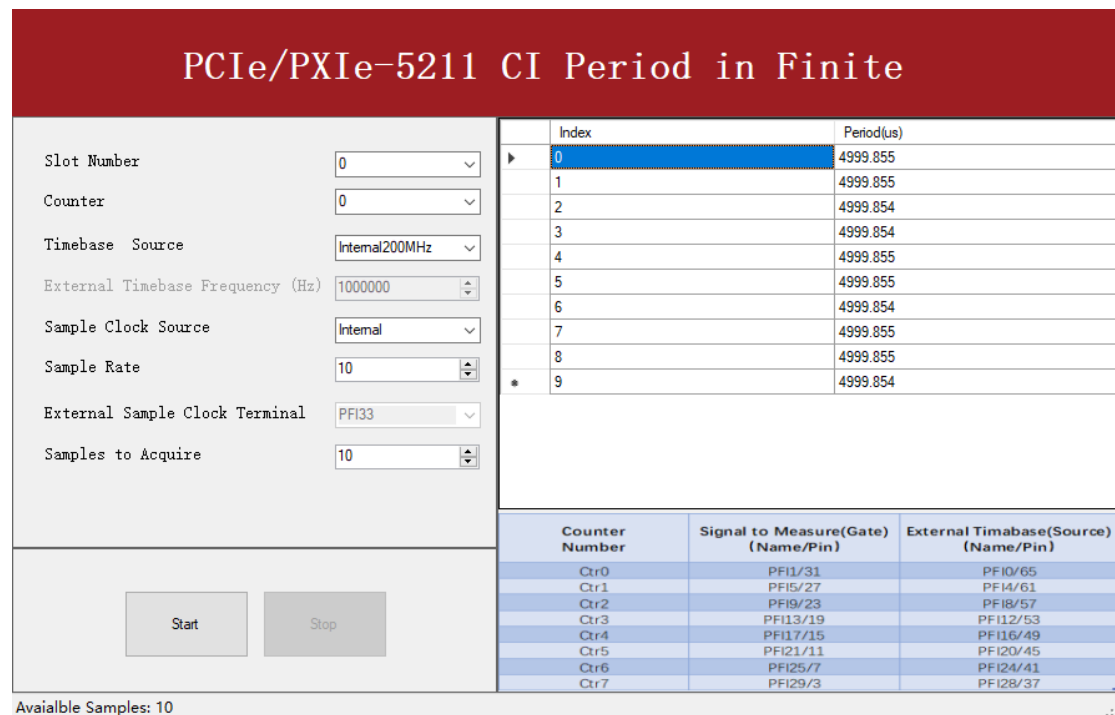 PCIe/PXIe-5211 CI Period in Finite
Slot Number 0
Counter 0
Timebase Source Internal200MHz
External Timebase Frequency (Hz) 1000000
Sample Clock Source Internal
Sample Rate 10
External Sample Clock Terminal PFI33
Samples to Acquire 10
Start Stop
Index Period(us)
0 4999.855
1 4999.855
2 4999.854
3 4999.854
4 4999.855
5 4999.855
6 4999.854
7 4999.855
8 4999.855
9 4999.854
Counter Number Signal to Measure(Gate) (Name/Pin) External Timabase(Source) (Name/Pin)
Ctr0 PFI1/31 PFI0/65
Ctr1 PFI5/27 PFI4/61
Ctr2 PFI9/23 PFI8/57
Ctr3 PFI13/19 PFI12/53
Ctr4 PFI17/15 PFI16/49
Ctr5 PFI21/11 PFI20/45
Ctr6 PFI25/7 PFI24/41
Ctr7 PFI29/3 PFI28/37
Avaialble Samples: 10